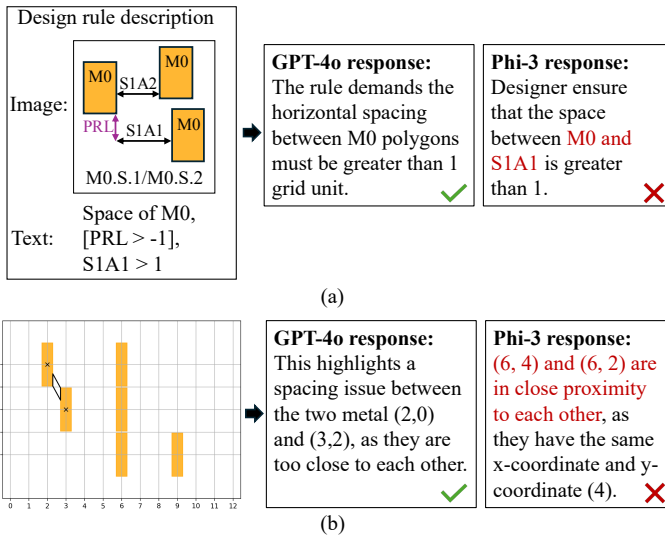 Design rule description
Image:
M0
S1A2
M0
PRL
S1A1
M0
M0.S.1/M0.S.2
Text:
Space of M0,
[PRL > -1],
S1A1 > 1
GPT-4o response:
The rule demands the
horizontal spacing
between M0 polygons
must be greater than 1
grid unit.
Phi-3 response:
Designer ensure
that the space
between M0 and
S1A1 is greater
than 1.
(a)
0 1 2 3 4 5 6 7 8 9 10 11 12
GPT-4o response:
This highlights a
spacing issue between
the two metal (2,0)
and (3,2), as they are
too close to each other.
Phi-3 response:
(6, 4) and (6, 2) are
in close proximity
to each other, as
they have the same
x-coordinate and y-
coordinate (4).
(b)